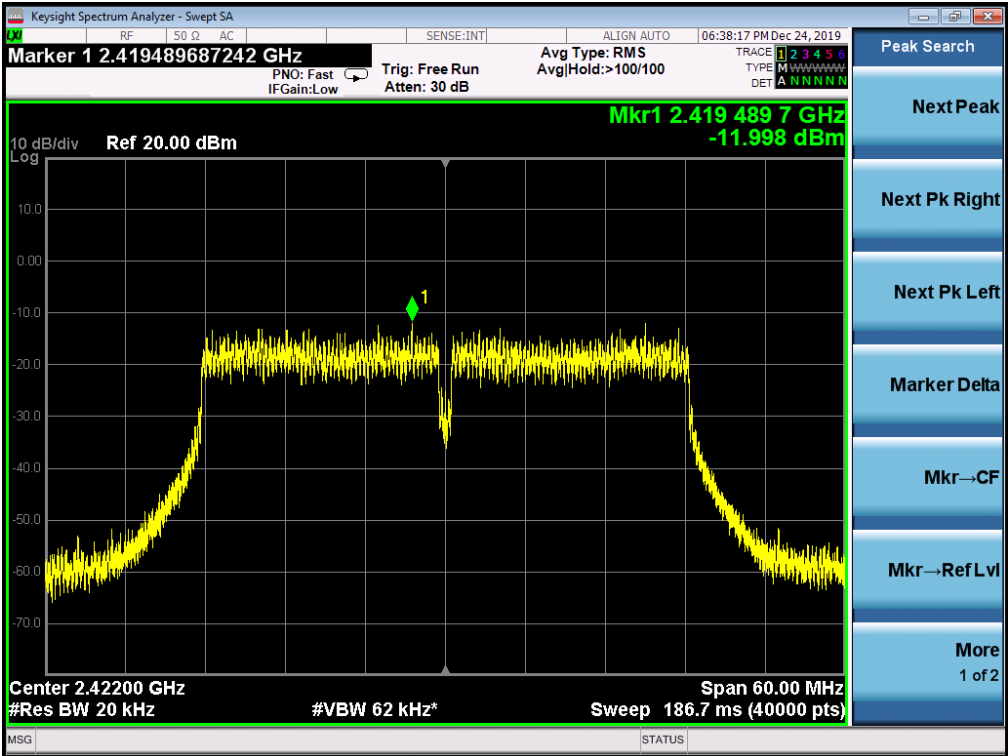 Keysight Spectrum Analyzer - Swept SA
LXI RF 50 Ω AC SENSE:INT ALIGN AUTO 06:38:17 PM Dec 24, 2019
Marker 1 2.419489687242 GHz
PNO: Fast
IFGain:Low
Trig: Free Run
Atten: 30 dB
Avg Type: RMS
Avg|Hold:>100/100
TRACE 1 2 3 4 5 6
TYPE M WWWWW
DET A N N N N N
Mkr1 2.419 489 7 GHz
-11.998 dBm
10 dB/div Ref 20.00 dBm
Log
10.0
0.00
-10.0
-20.0
-30.0
-40.0
-50.0
-60.0
-70.0
1
Center 2.42200 GHz Span 60.00 MHz
#Res BW 20 kHz #VBW 62 kHz* Sweep 186.7 ms (40000 pts)
MSG STATUS
Peak Search
Next Peak
Next Pk Right
Next Pk Left
Marker Delta
Mkr→CF
Mkr→Ref Lvl
More
1 of 2